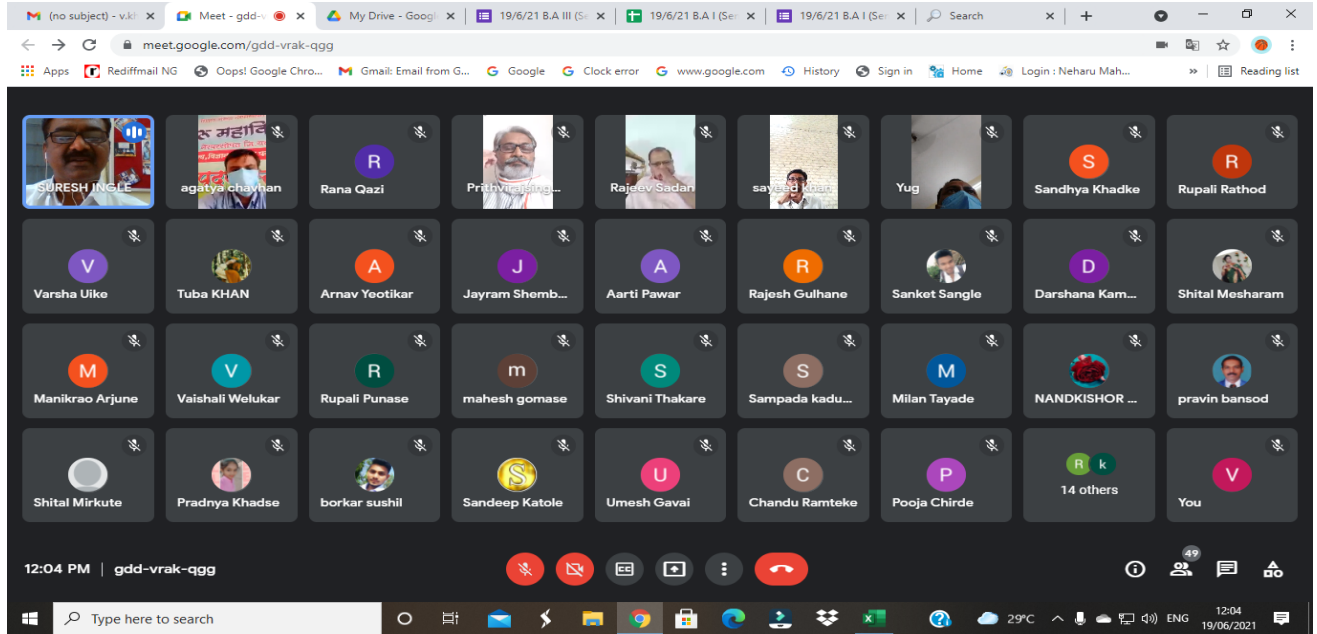 (no subject) - v.ki
Meet - gdd-v
My Drive - Googl
19/6/21 B.A III (Se
19/6/21 B.A I (Se
19/6/21 B.A I (Se
Search
meet.google.com/gdd-vrak-qgg
Apps Rediffmail NG Oops! Google Chro... Gmail: Email from G... Google Clock error www.google.com History Sign in Home Login : Neharu Mah... » Reading list
SURESH INGLE agatya chavhan R Rana Qazi Prithvirajsing... Rajeev Sadan sayeed khan Yug S Sandhya Khadke R Rupali Rathod
V Varsha Uike Tuba KHAN A Arnav Yeotikar J Jayram Shemb... A Aarti Pawar R Rajesh Gulhane Sanket Sangle D Darshana Kam... Shital Mesharam
M Manikrao Arjune V Vaishali Welukar R Rupali Punase m mahesh gomase S Shivani Thakare S Sampada kadu... M Milan Tayade NANDKISHOR ... pravin bansod
Shital Mirkute Pradnya Khadse borkar sushil S Sandeep Katole U Umesh Gavai C Chandu Ramteke P Pooja Chirde R k 14 others V You
12:04 PM | gdd-vrak-qgg
CC
49
Type here to search
29°C ENG 12:04
19/06/2021